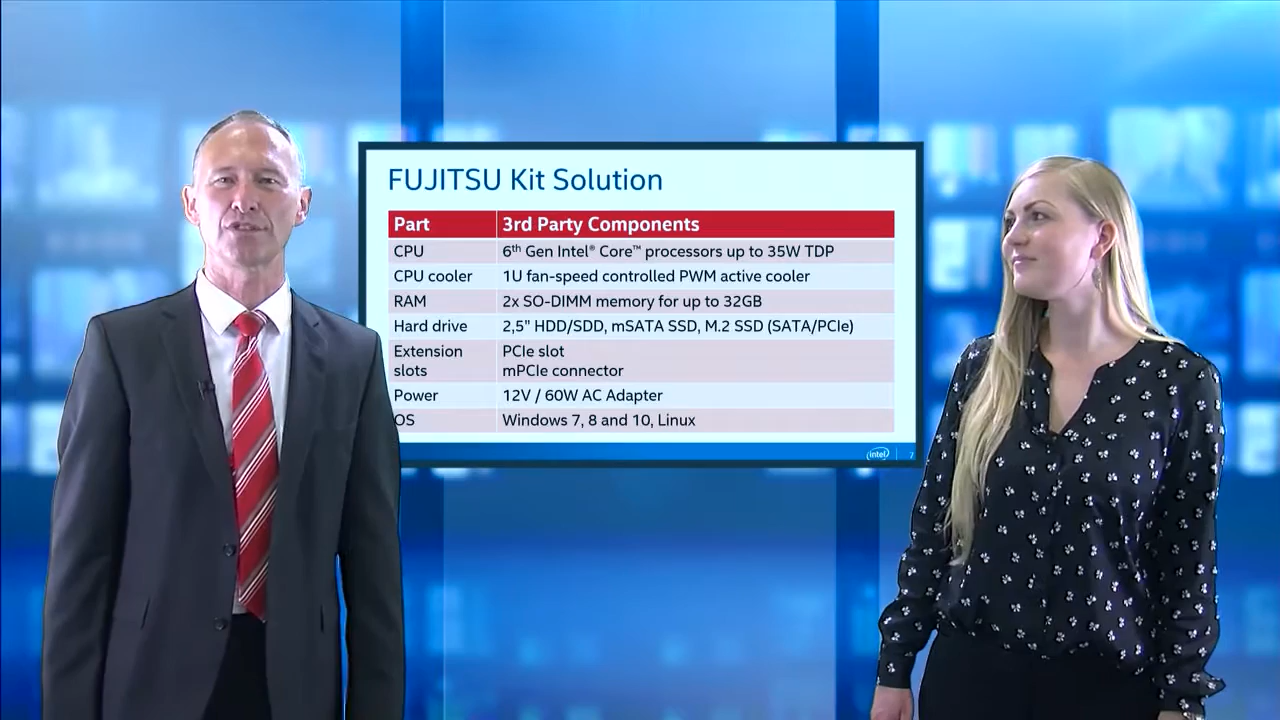 FUJITSU Kit Solution
Part 3rd Party Components
CPU 6th Gen Intel® Core™ processors up to 35W TDP
CPU cooler 1U fan-speed controlled PWM active cooler
RAM 2x SO-DIMM memory for up to 32GB
Hard drive 2,5" HDD/SDD, mSATA SSD, M.2 SSD (SATA/PCIe)
Extension slots PCIe slot
mPCIe connector
Power 12V / 60W AC Adapter
OS Windows 7, 8 and 10, Linux
intel 7